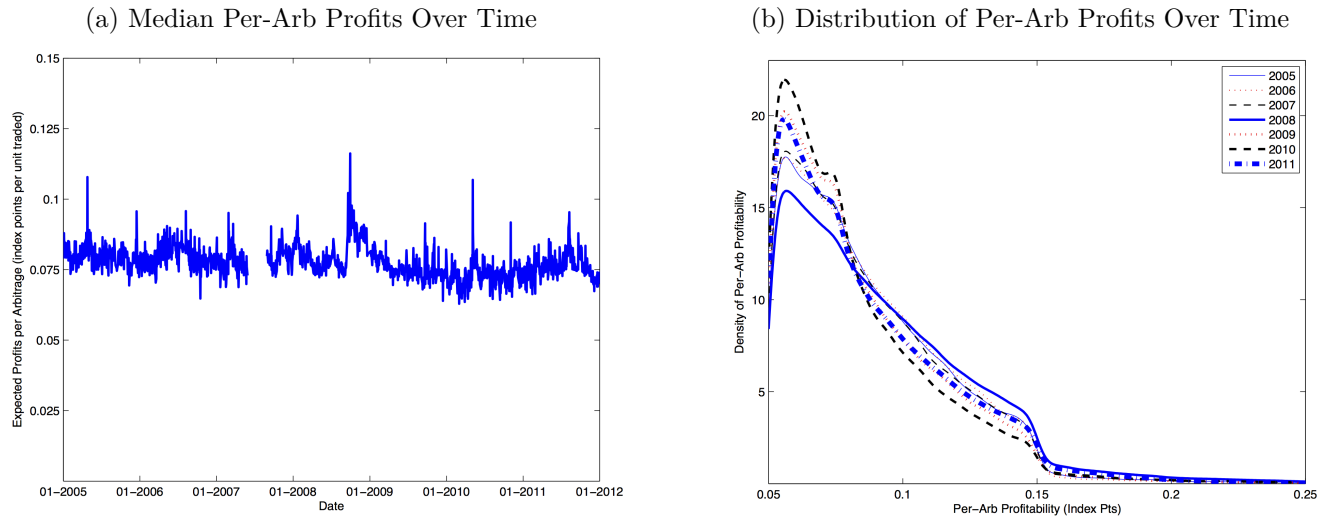 (a) Median Per-Arb Profits Over Time
0.15
0.125
0.1
0.075
0.05
0.025
01−2005 01−2006 01−2007 01−2008 01−2009 01−2010 01−2011 01−2012
Date
Expected Profits per Arbitrage (index points per unit traded)
(b) Distribution of Per-Arb Profits Over Time
2005
2006
2007
2008
2009
2010
2011
20
15
10
5
0.05 0.1 0.15 0.2 0.25
Per−Arb Profitability (Index Pts)
Density of Per−Arb Profitability